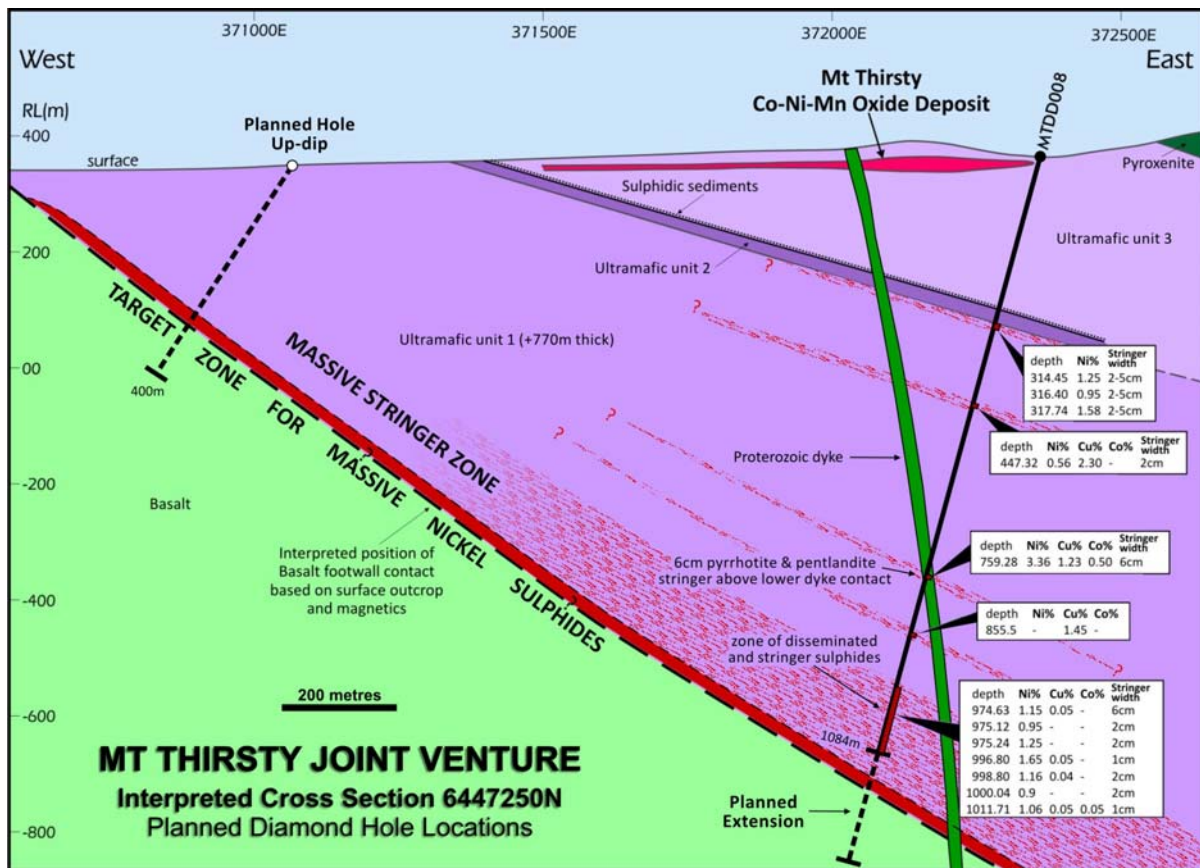 371000E
371500E
372000E
372500E
West
East
RL(m)
400
200
00
-200
-400
-600
-800
surface
Planned Hole
Up-dip
400m
Mt Thirsty
Co-Ni-Mn Oxide Deposit
MTDD008
Pyroxenite
Sulphidic sediments
Ultramafic unit 2
Ultramafic unit 3
?
?
?
?
?
Ultramafic unit 1 (+770m thick)
TARGET ZONE FOR MASSIVE NICKEL SULPHIDES
MASSIVE STRINGER ZONE
Basalt
Interpreted position of
Basalt footwall contact
based on surface outcrop
and magnetics
Proterozoic dyke
6cm pyrrhotite & pentlandite
stringer above lower dyke contact
zone of disseminated
and stringer sulphides
1084m
Planned
Extension
depth Ni% Stringer width
314.45 1.25 2-5cm
316.40 0.95 2-5cm
317.74 1.58 2-5cm
depth Ni% Cu% Co% Stringer width
447.32 0.56 2.30 - 2cm
depth Ni% Cu% Co% Stringer width
759.28 3.36 1.23 0.50 6cm
depth Ni% Cu% Co%
855.5 - 1.45 -
depth Ni% Cu% Co% Stringer width
974.63 1.15 0.05 - 6cm
975.12 0.95 - - 2cm
975.24 1.25 - - 2cm
996.80 1.65 0.05 - 1cm
998.80 1.16 0.04 - 2cm
1000.04 0.9 - - 2cm
1011.71 1.06 0.05 0.05 1cm
200 metres
MT THIRSTY JOINT VENTURE
Interpreted Cross Section 6447250N
Planned Diamond Hole Locations